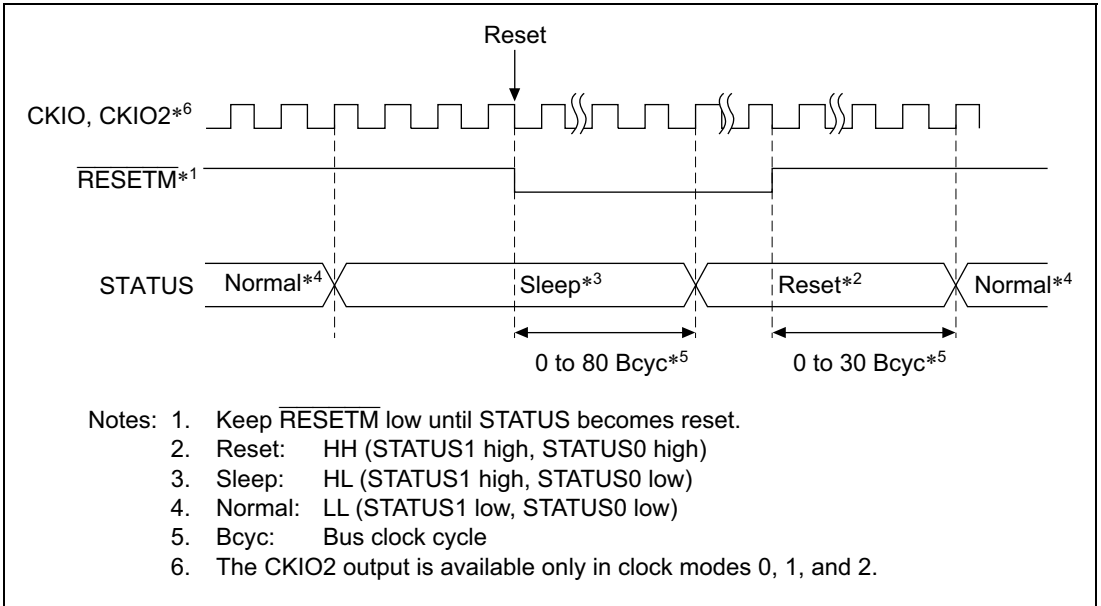 Reset
CKIO, CKIO2*6
RESETM*1
STATUS Normal*4 Sleep*3 Reset*2 Normal*4
0 to 80 Bcyc*5 0 to 30 Bcyc*5
Notes: 1. Keep RESETM low until STATUS becomes reset.
2. Reset: HH (STATUS1 high, STATUS0 high)
3. Sleep: HL (STATUS1 high, STATUS0 low)
4. Normal: LL (STATUS1 low, STATUS0 low)
5. Bcyc: Bus clock cycle
6. The CKIO2 output is available only in clock modes 0, 1, and 2.